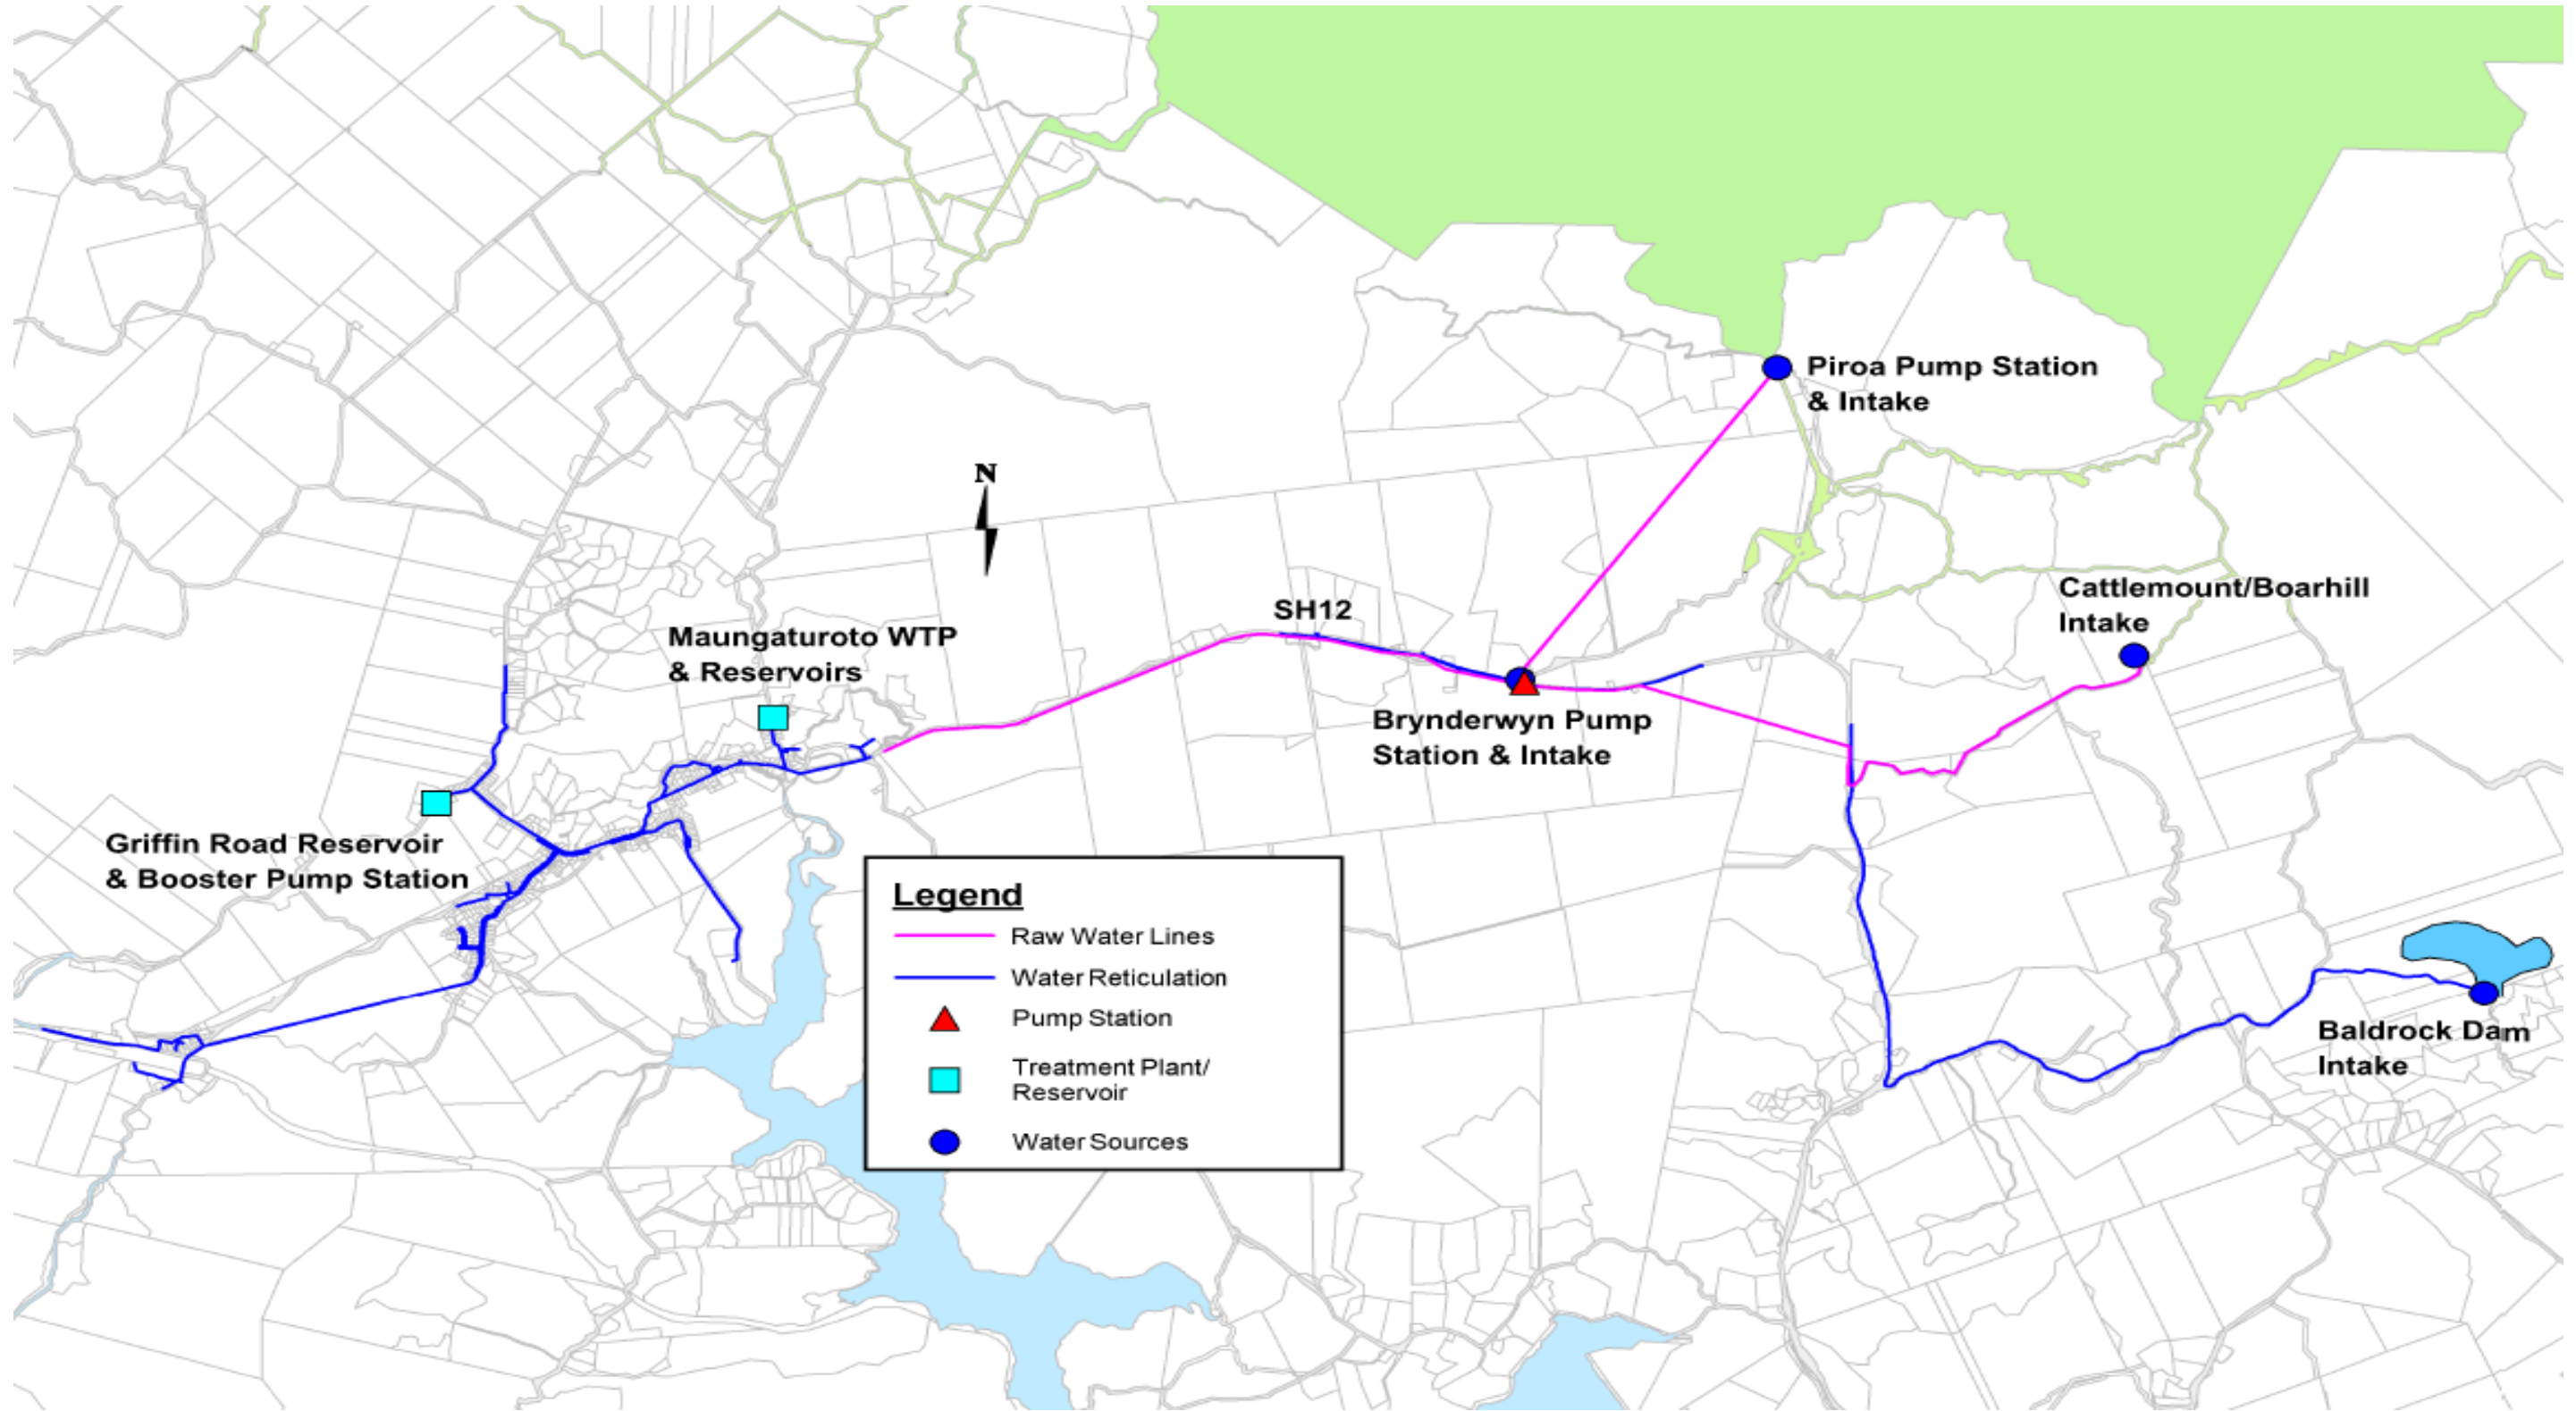 Piroa Pump Station
& Intake
N
Cattlemount/Boarhill
Intake
SH12
Maungaturoto WTP
& Reservoirs
Brynderwyn Pump
Station & Intake
Griffin Road Reservoir
& Booster Pump Station
Legend
Raw Water Lines
Water Reticulation
Pump Station
Treatment Plant/
Reservoir
Water Sources
Baldrock Dam
Intake